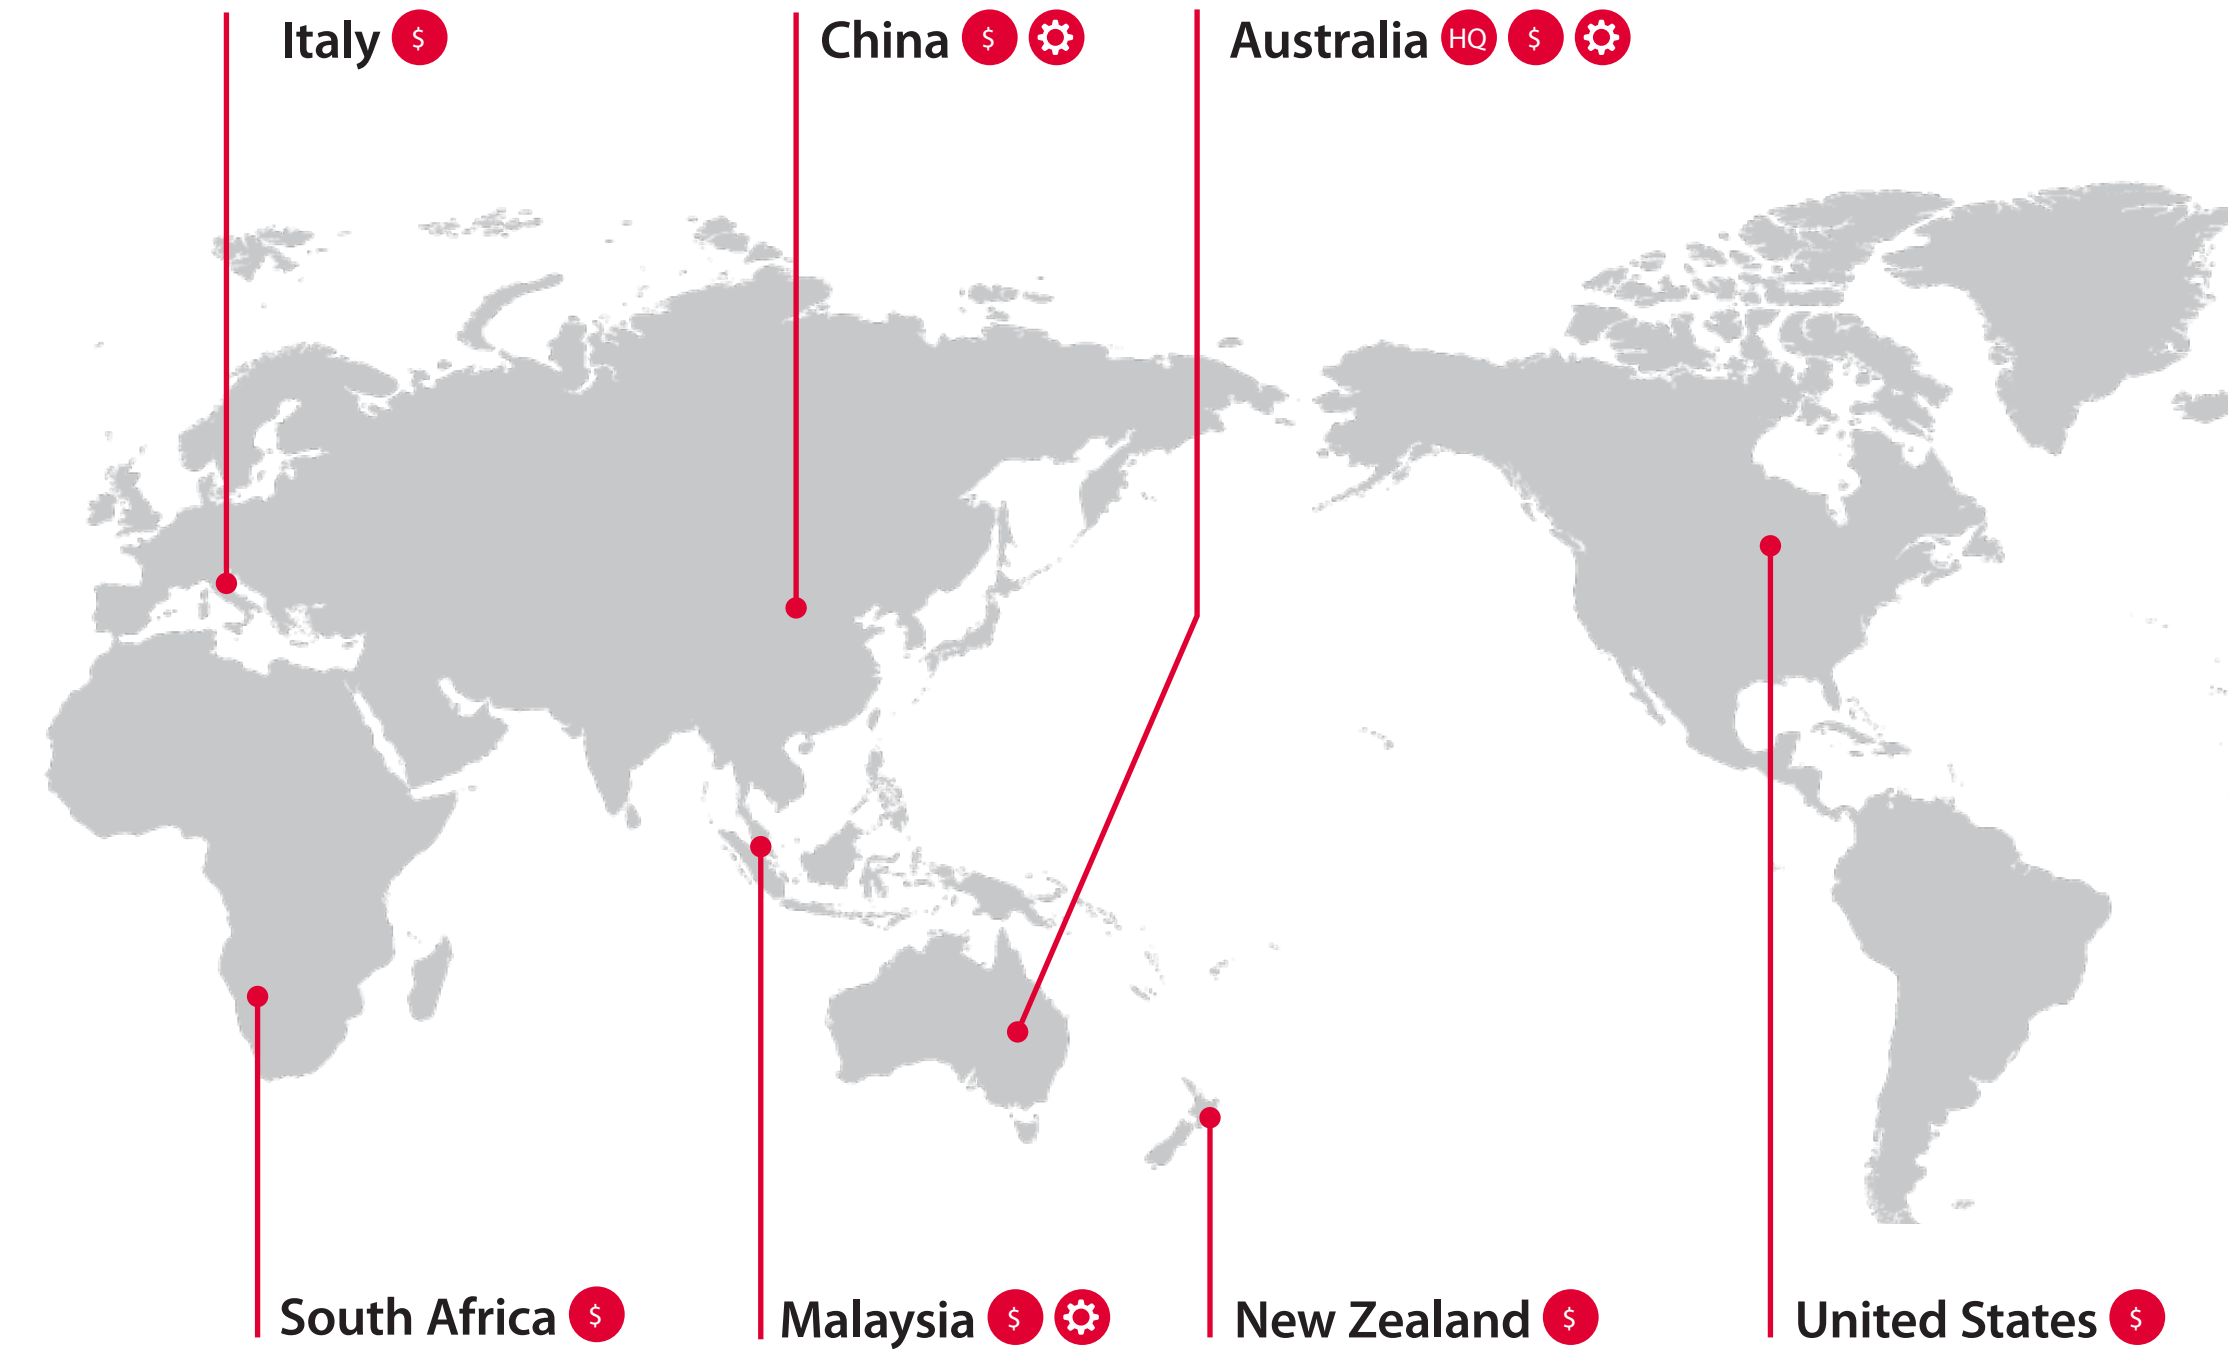 Italy $
China $
Australia HQ $
South Africa $
Malaysia $
New Zealand $
United States $